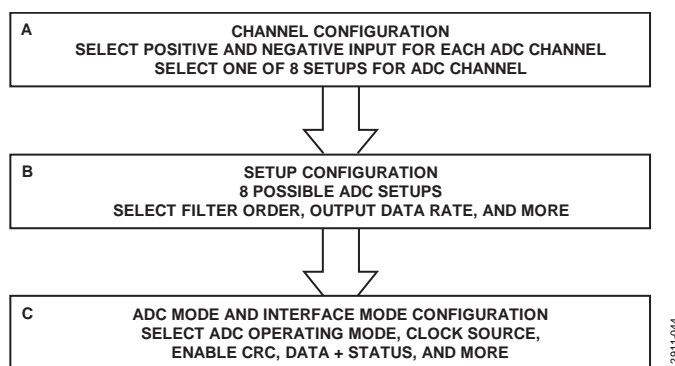 A
CHANNEL CONFIGURATION
SELECT POSITIVE AND NEGATIVE INPUT FOR EACH ADC CHANNEL
SELECT ONE OF 8 SETUPS FOR ADC CHANNEL
B
SETUP CONFIGURATION
8 POSSIBLE ADC SETUPS
SELECT FILTER ORDER, OUTPUT DATA RATE, AND MORE
C
ADC MODE AND INTERFACE MODE CONFIGURATION
SELECT ADC OPERATING MODE, CLOCK SOURCE,
ENABLE CRC, DATA + STATUS, AND MORE